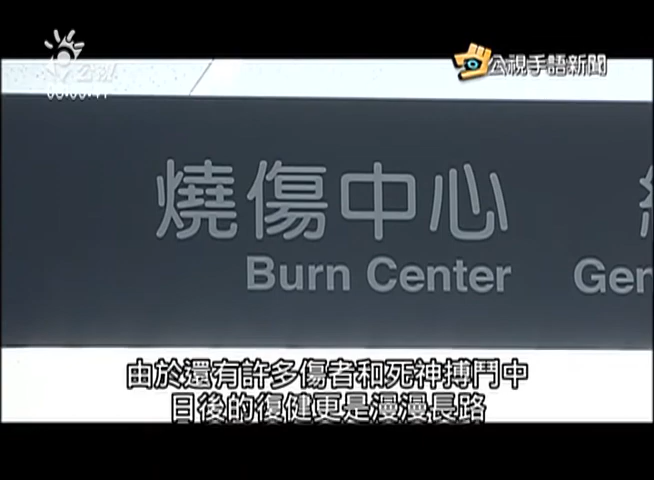 公視手語新聞
燒傷中心
Burn Center
Gen
由於還有許多傷者和死神搏鬥中
日後的復健更是漫漫長路